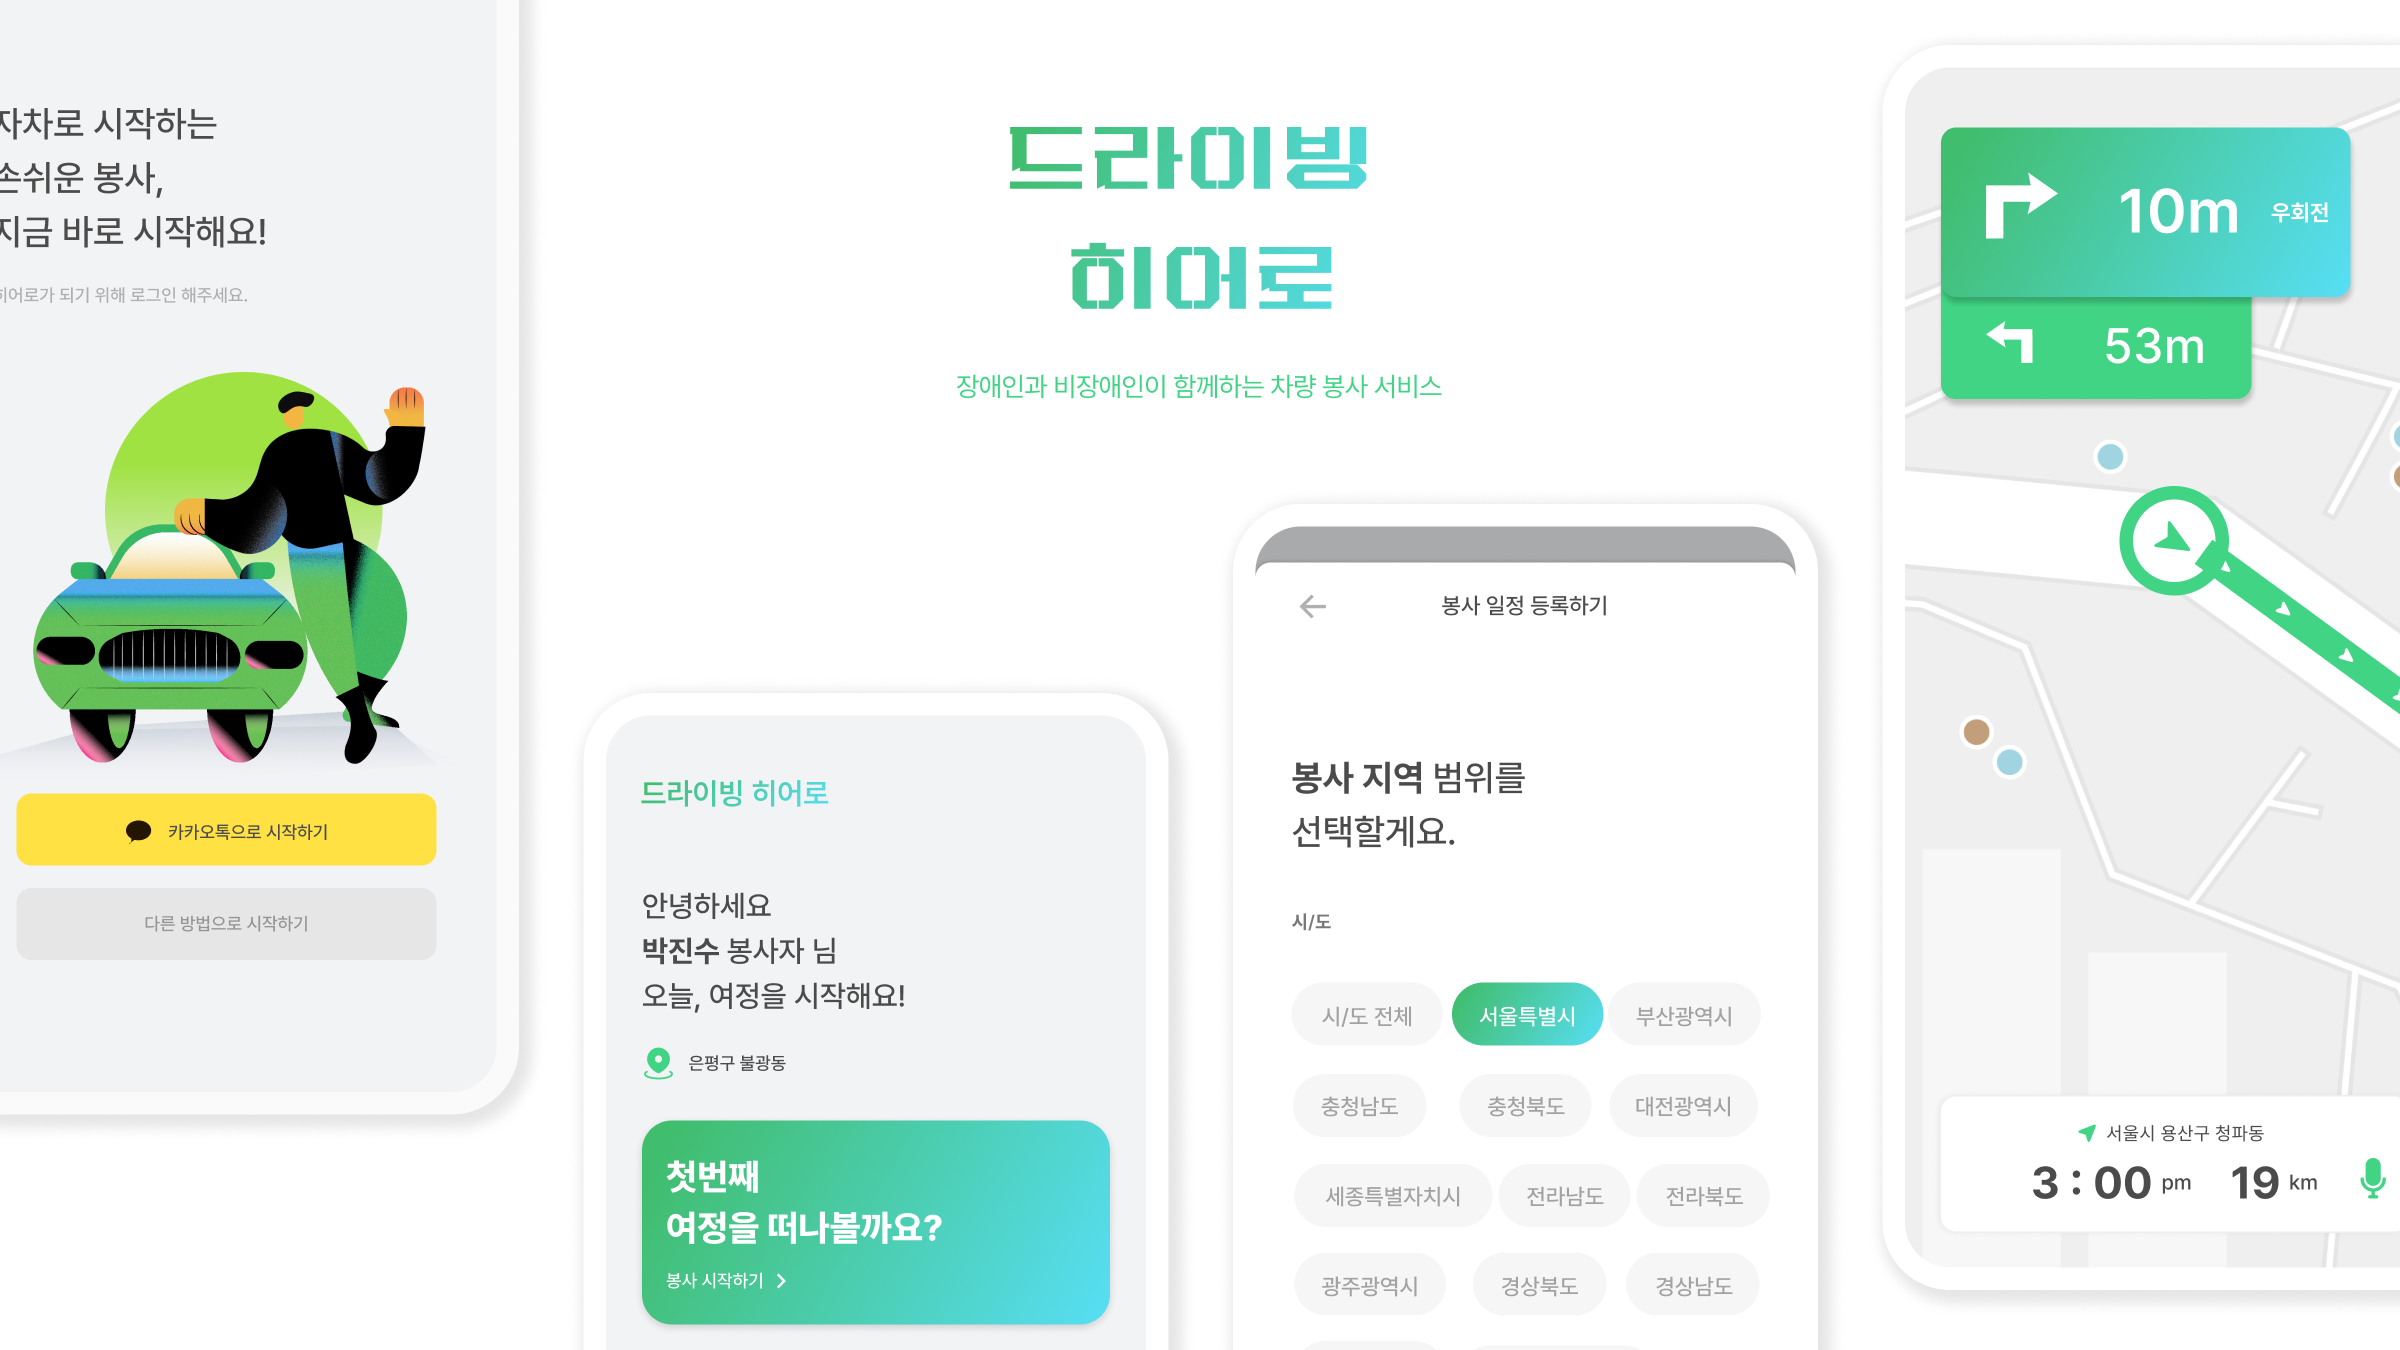 자차로 시작하는
손쉬운 봉사,
지금 바로 시작해요!
히어로가 되기 위해 로그인 해주세요.
카카오톡으로 시작하기
다른 방법으로 시작하기
드라이빙
히어로
장애인과 비장애인이 함께하는 차량 봉사 서비스
드라이빙 히어로
안녕하세요
박진수 봉사자 님
오늘, 여정을 시작해요!
은평구 불광동
첫번째
여정을 떠나볼까요?
봉사 시작하기
봉사 일정 등록하기
봉사 지역 범위를
선택할게요.
시/도
시/도 전체 서울특별시 부산광역시
충청남도 충청북도 대전광역시
세종특별자치시 전라남도 전라북도
광주광역시 경상북도 경상남도
10m 우회전
53m
서울시 용산구 청파동
3 : 00 pm 19 km